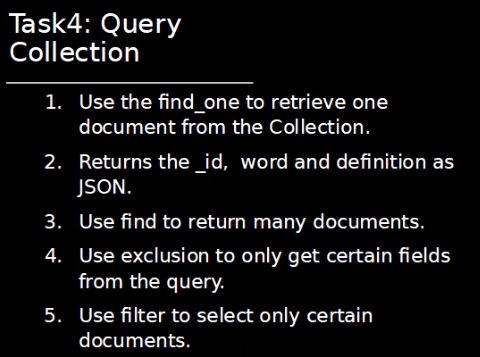 Task4: Query
Collection
1. Use the find_one to retrieve one
document from the Collection.
2. Returns the _id, word and definition as
JSON.
3. Use find to return many documents.
4. Use exclusion to only get certain fields
from the query.
5. Use filter to select only certain
documents.